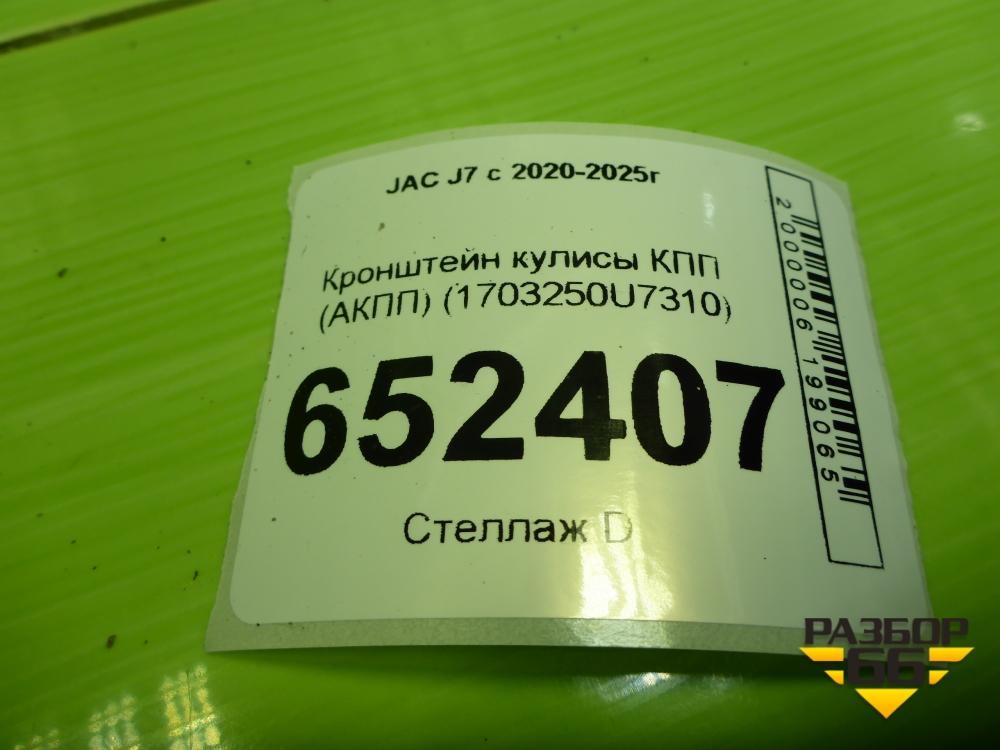 JAC J7 с 2020-2025г
Кронштейн кулисы КПП
(АКПП) (1703250U7310)
652407
Стеллаж D
2000006199065
РАЗБОР
66